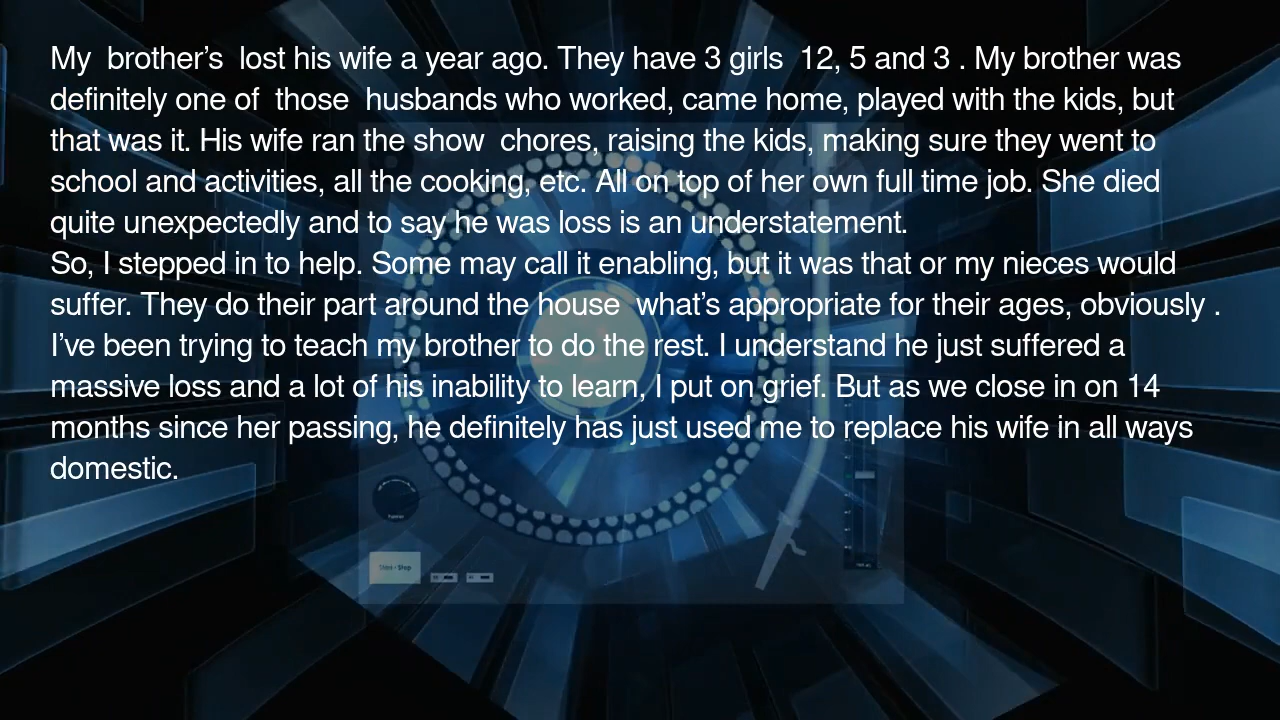 My  brother’s  lost his wife a year ago. They have 3 girls  12, 5 and 3 . My brother was
definitely one of  those  husbands who worked, came home, played with the kids, but
that was it. His wife ran the show  chores, raising the kids, making sure they went to
school and activities, all the cooking, etc. All on top of her own full time job. She died
quite unexpectedly and to say he was loss is an understatement.
So, I stepped in to help. Some may call it enabling, but it was that or my nieces would
suffer. They do their part around the house  what’s appropriate for their ages, obviously .
I’ve been trying to teach my brother to do the rest. I understand he just suffered a
massive loss and a lot of his inability to learn, I put on grief. But as we close in on 14
months since her passing, he definitely has just used me to replace his wife in all ways
domestic.